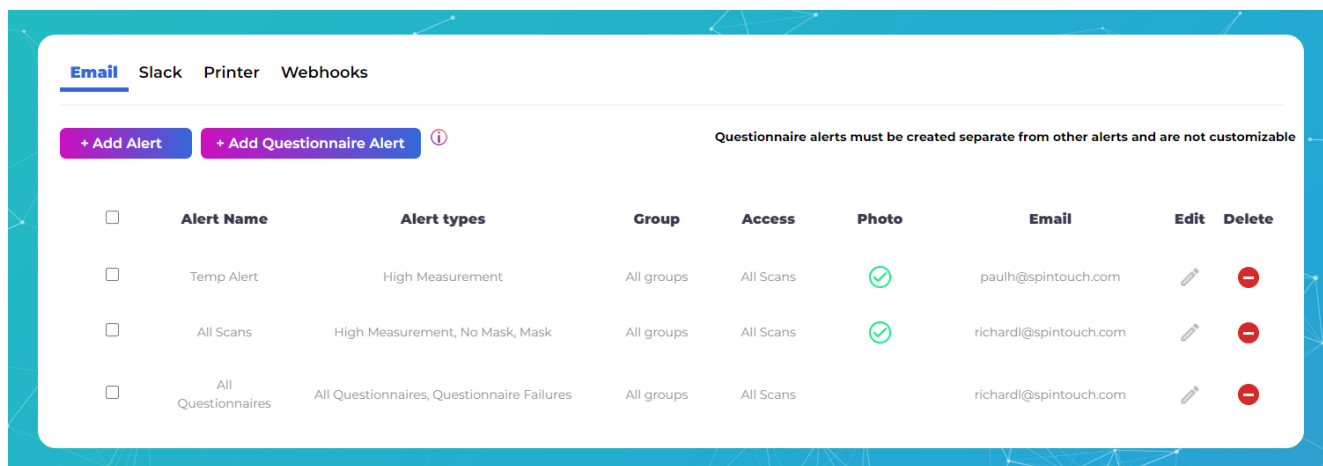 Email Slack Printer Webhooks
+ Add Alert + Add Questionnaire Alert i Questionnaire alerts must be created separate from other alerts and are not customizable
Alert Name Alert types Group Access Photo Email Edit Delete
Temp Alert High Measurement All groups All Scans paulh@spintouch.com
All Scans High Measurement, No Mask, Mask All groups All Scans richardl@spintouch.com
All
Questionnaires All Questionnaires, Questionnaire Failures All groups All Scans richardl@spintouch.com